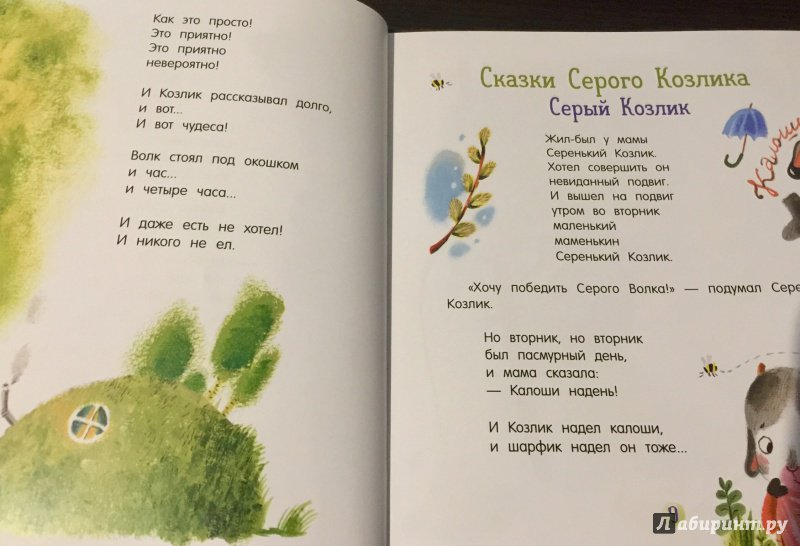 Как это просто!
Это приятно!
Это приятно
невероятно!
И Козлик рассказывал долго,
и вот...
И вот чудеса!
Волк стоял под окошком
и час...
и четыре часа...
И даже есть не хотел!
И никого не ел.
Сказки Серого Козлика
Серый Козлик
Жил-был у мамы
Серенький Козлик.
Хотел совершить он
невиданный подвиг.
И вышел на подвиг
утром во вторник
маленький
маменькин
Серенький Козлик.
Калоши
«Хочу победить Серого Волка!» — подумал Сере
Козлик.
Но вторник, но вторник
был пасмурный день,
и мама сказала:
— Калоши надень!
И Козлик надел калоши,
и шарфик надел он тоже...
9
Лабиринт.ру